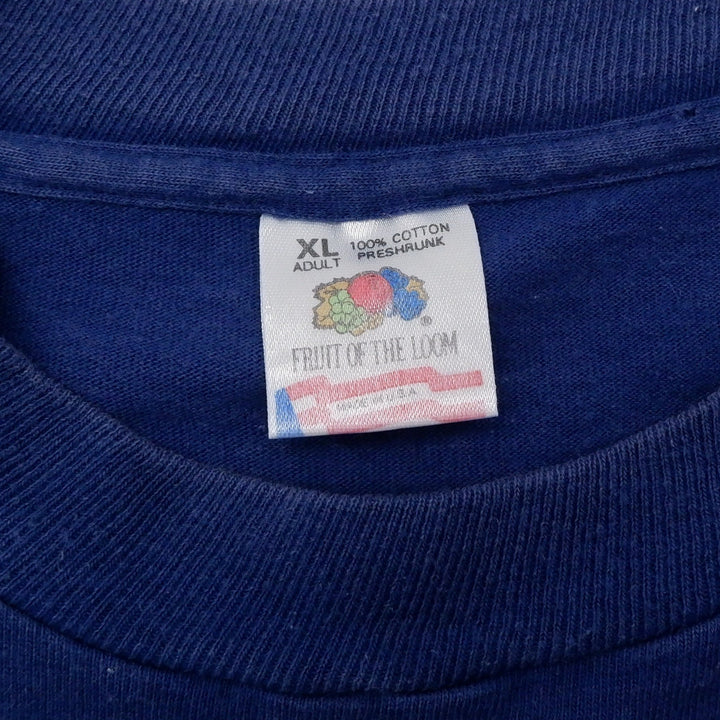 XL 100% COTTON
ADULT PRESHRUNK
®
FRUIT OF THE LOOM
MADE IN U.S.A